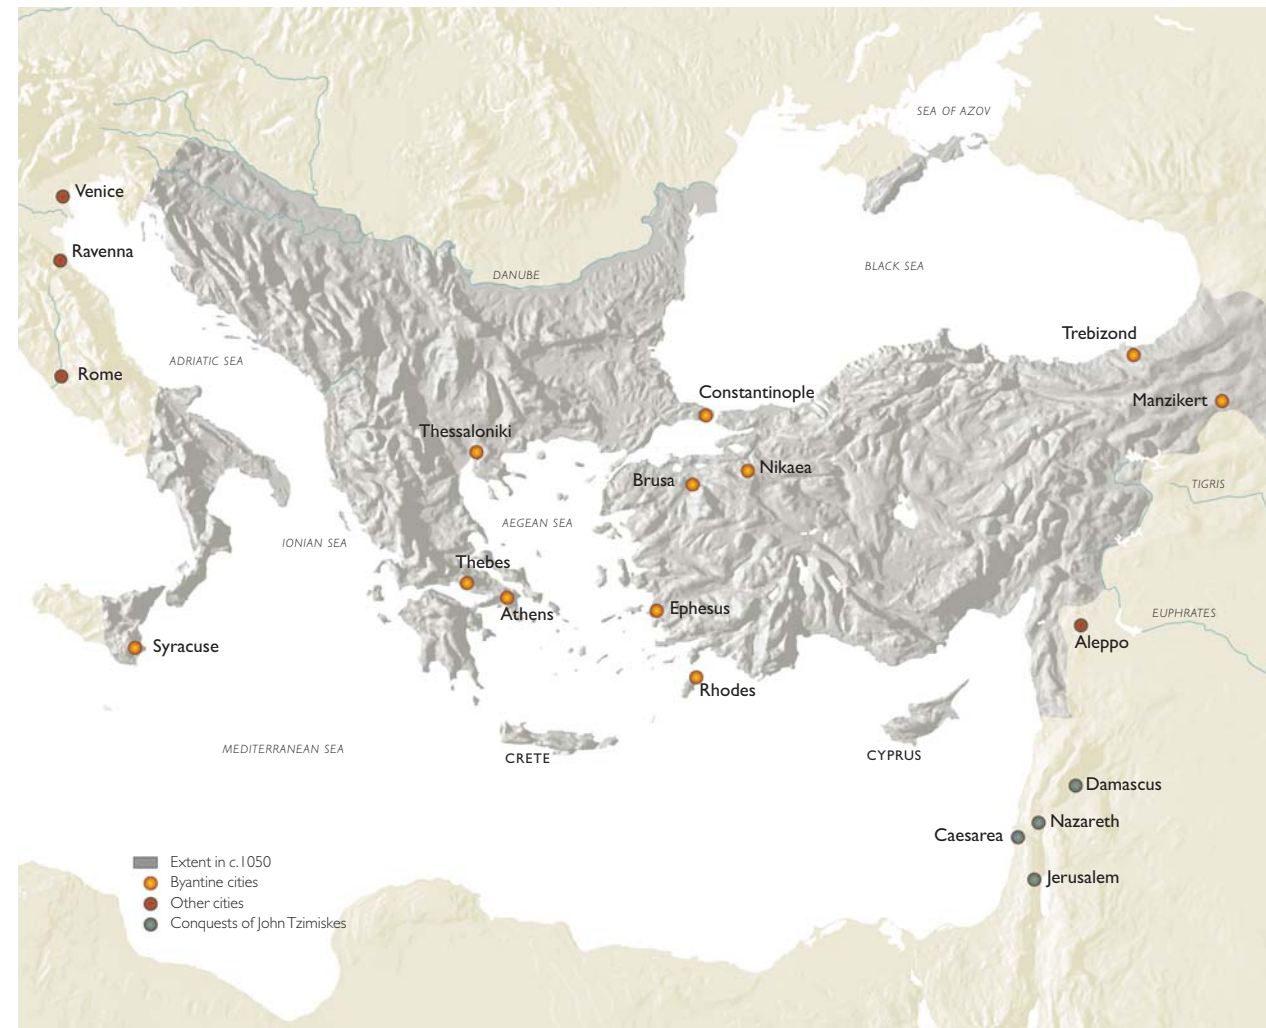 SEA OF AZOV
Venice
Ravenna
BLACK SEA
DANUBE
Trebizond
ADRIATIC SEA
Rome
Constantinople
Manzikert
Thessaloniki
Nikaea
Brusa
TIGRIS
AEGEAN SEA
IONIAN SEA
Thebes
Ephesus
Athens
EUPHRATES
Aleppo
Syracuse
Rhodes
MEDITERRANEAN SEA
CRETE
CYPRUS
Damascus
Nazareth
Caesarea
Jerusalem
Extent in c.1050
Byantine cities
Other cities
Conquests of John Tzimiskes